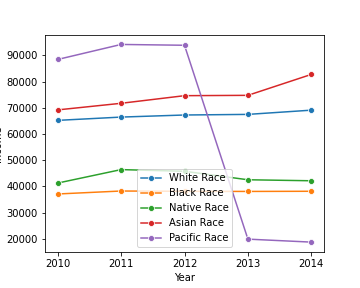 90000
80000
70000
60000
50000
40000
30000
20000
White Race
Black Race
Native Race
Asian Race
Pacific Race
2010 2011 2012 2013 2014
Year